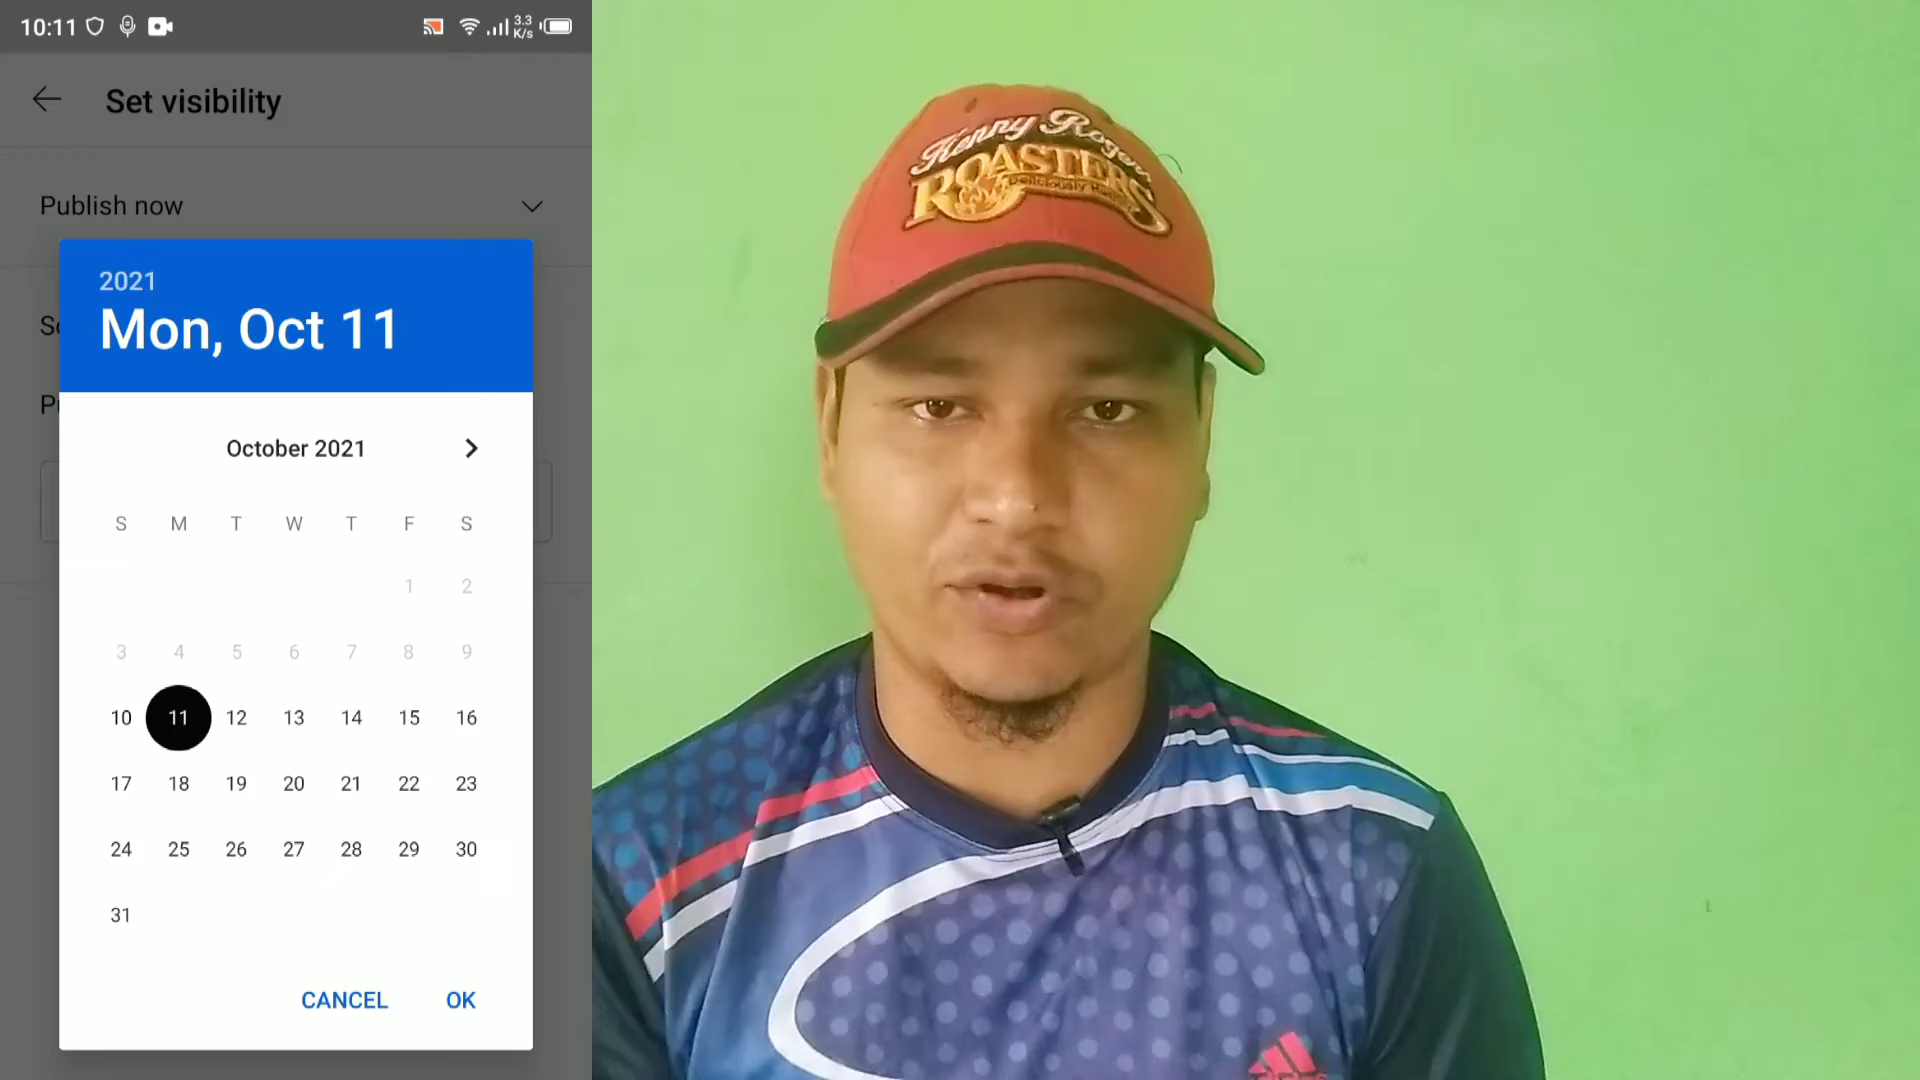 10:11
3.3
K/s
Set visibility
Publish now
2021
Mon, Oct 11
October 2021
S M T W T F S
1 2
3 4 5 6 7 8 9
10 11 12 13 14 15 16
17 18 19 20 21 22 23
24 25 26 27 28 29 30
31
CANCEL OK
Kenny Rogers
ROASTERS
Deliciously